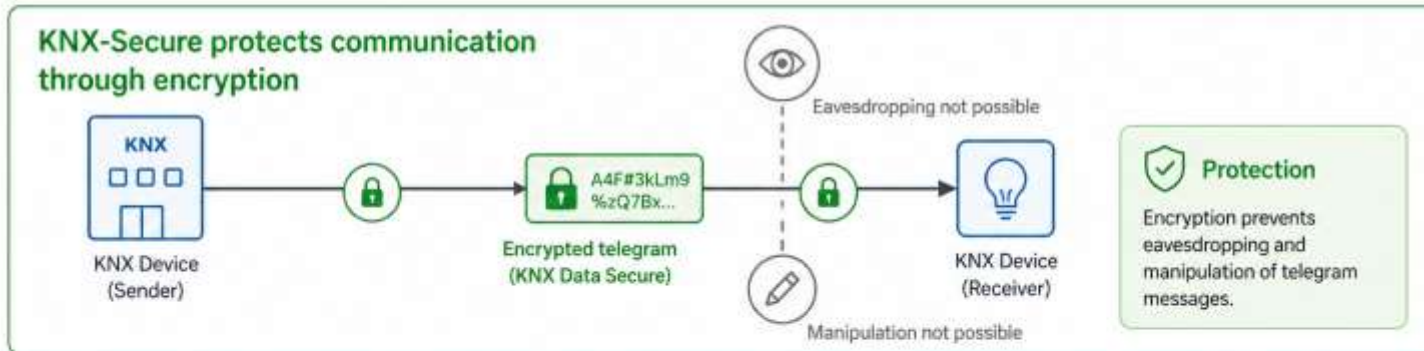 KNX-Secure protects communication
through encryption
KNX
KNX Device
(Sender)
A4F#3kLm9
%zQ7Bx...
Encrypted telegram
(KNX Data Secure)
Eavesdropping not possible
Manipulation not possible
KNX Device
(Receiver)
Protection
Encryption prevents
eavesdropping and
manipulation of telegram
messages.